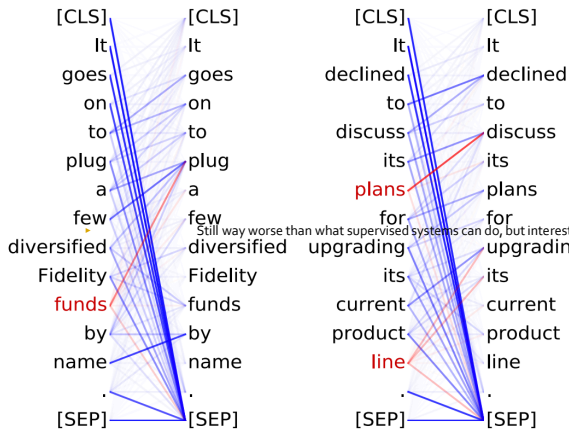 [CLS] [CLS] [CLS] [CLS]
It It It It
goes goes declined declined
on on to to
to to discuss discuss
plug plug its its
a a plans plans
few few for for
Still way worse than what supervised systems can do, but interest
diversified diversified upgrading upgradin
Fidelity Fidelity its its
funds funds current current
by by product product
name name line line
. . . .
[SEP] [SEP] [SEP] [SEP]